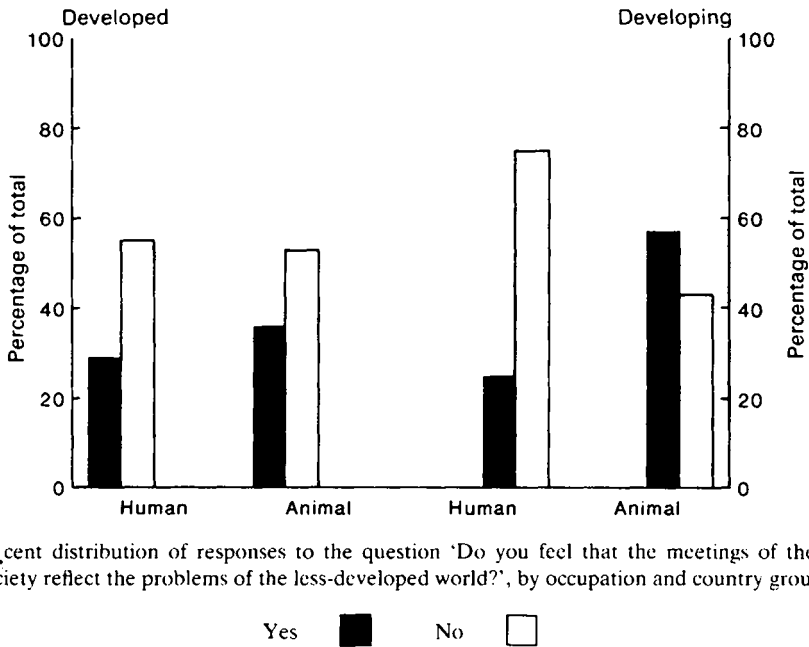 Developed Developing
100 100
80 80
60 60
40 40
20 20
0 0
Percentage of total
Percentage of total
Human Animal Human Animal
cent distribution of responses to the question ‘Do you feel that the meetings of the
ciety reflect the problems of the less-developed world?’, by occupation and country grou
Yes No